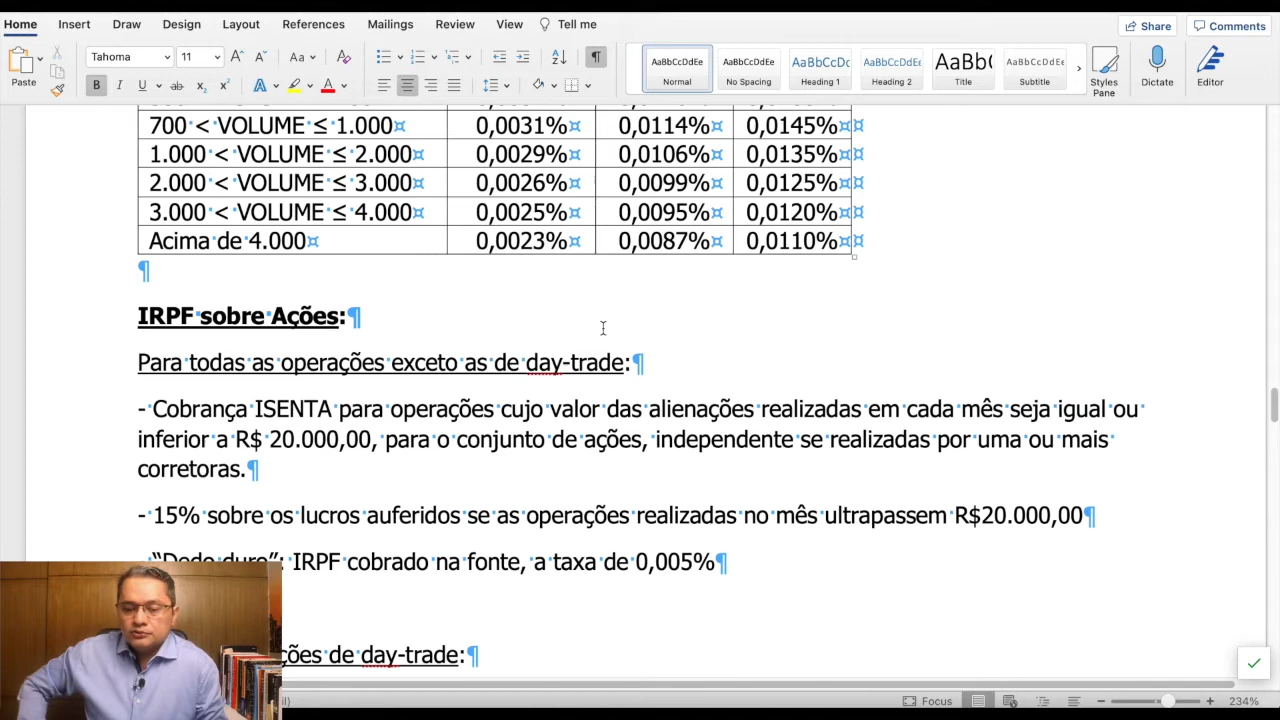 Home Insert Draw Design Layout References Mailings Review View Tell me Share Comments
Tahoma 11 Aa
AaBbCcDdEe AaBbCcDdEe AaBbCcDc AaBbCcDdEe AaBb( AaBbCcDdEe
Paste B I U ab x₂ x² A A Normal No Spacing Heading 1 Heading 2 Title Subtitle Styles Pane Dictate Editor
700 < VOLUME ≤ 1.000 0,0031% 0,0114% 0,0145%
1.000 < VOLUME ≤ 2.000 0,0029% 0,0106% 0,0135%
2.000 < VOLUME ≤ 3.000 0,0026% 0,0099% 0,0125%
3.000 < VOLUME ≤ 4.000 0,0025% 0,0095% 0,0120%
Acima de 4.000 0,0023% 0,0087% 0,0110%
IRPF sobre Ações:
Para todas as operações exceto as de day-trade:
- Cobrança ISENTA para operações cujo valor das alienações realizadas em cada mês seja igual ou
inferior a R$ 20.000,00, para o conjunto de ações, independente se realizadas por uma ou mais
corretoras.
- 15% sobre os lucros auferidos se as operações realizadas no mês ultrapassem R$20.000,00
IRPF cobrado na fonte, a taxa de 0,005%
de day-trade:
Focus 234%